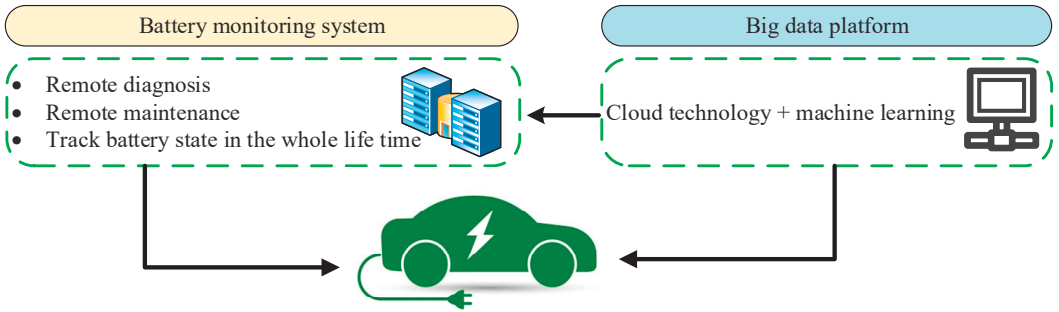 Battery monitoring system
Big data platform
• Remote diagnosis
• Remote maintenance
• Track battery state in the whole life time
Cloud technology + machine learning